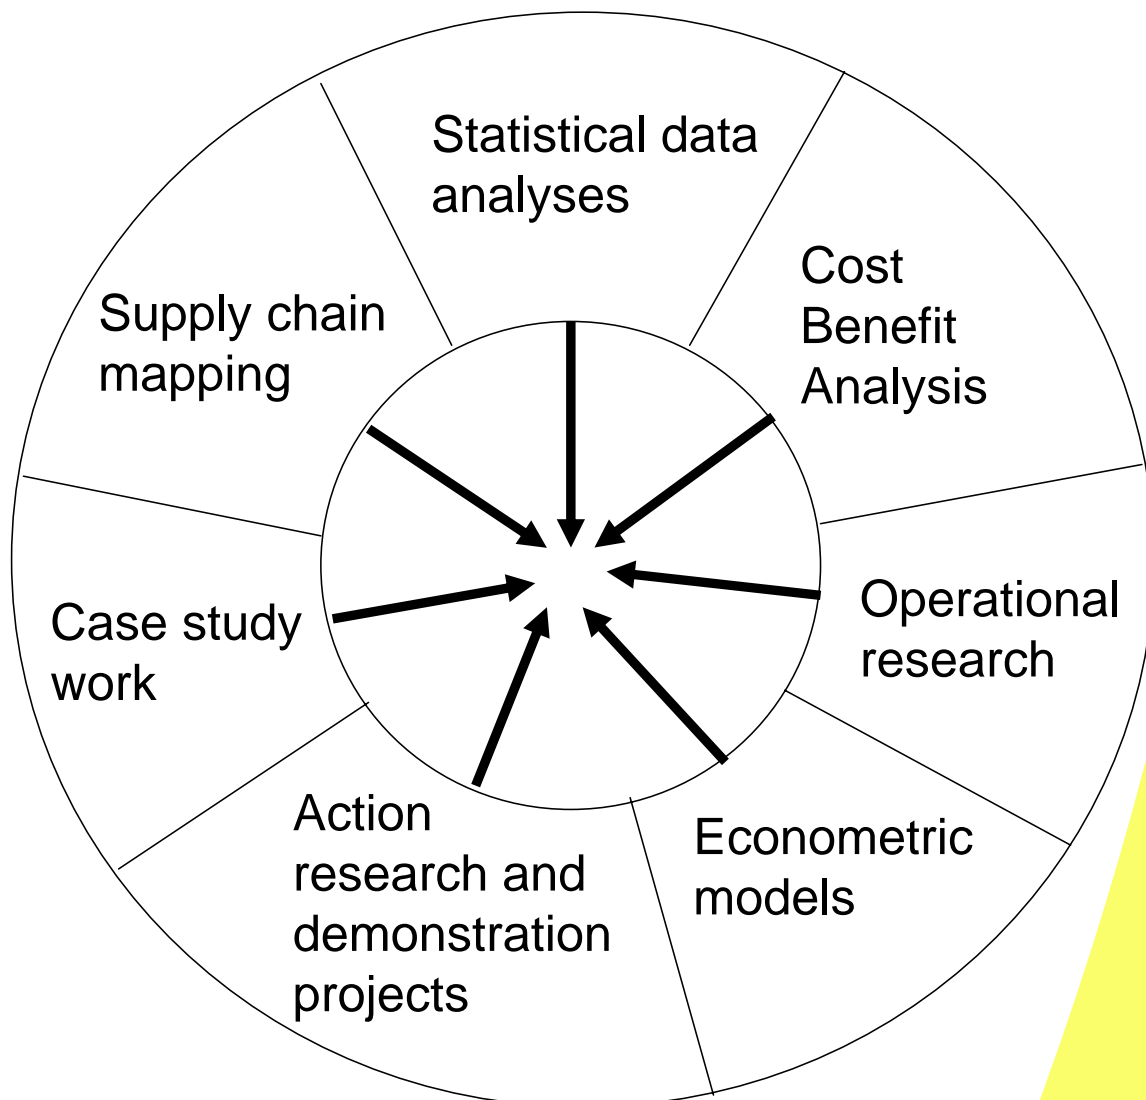 Statistical data
analyses
Cost
Benefit
Analysis
Operational
research
Econometric
models
Action
research and
demonstration
projects
Case study
work
Supply chain
mapping